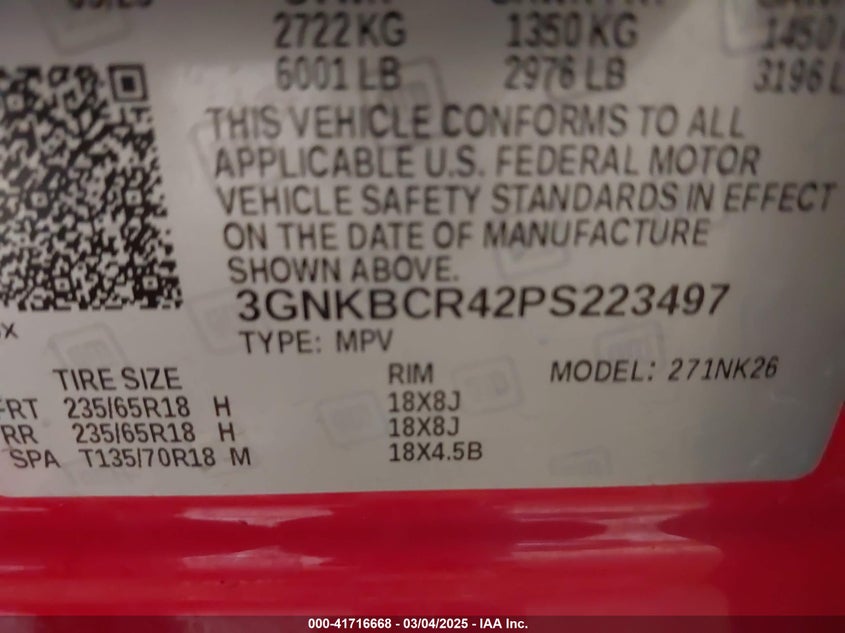 2722 KG 1350 KG 1450
6001 LB 2976 LB 3196 L
THIS VEHICLE CONFORMS TO ALL
APPLICABLE U.S. FEDERAL MOTOR
VEHICLE SAFETY STANDARDS IN EFFECT
ON THE DATE OF MANUFACTURE
SHOWN ABOVE.
3GNKBCR42PS223497
TYPE: MPV
TIRE SIZE RIM MODEL: 271NK26
FRT 235/65R18 H 18X8J
RR 235/65R18 H 18X8J
SPA T135/70R18 M 18X4.5B
000-41716668 - 03/04/2025 - IAA Inc.